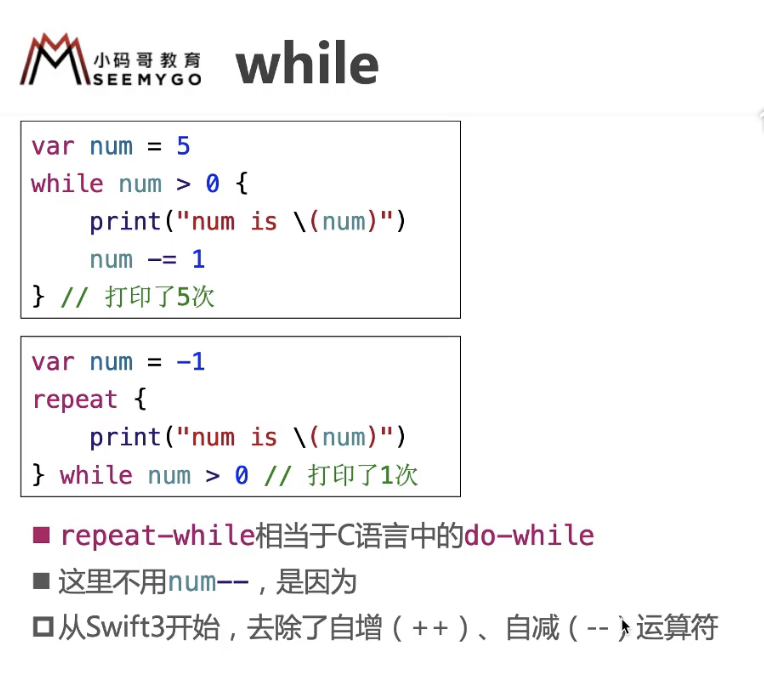 小码哥教育
SEEMYGO
while
var num = 5
while num > 0 {
    print("num is \(num)")
    num -= 1
} // 打印了5次
var num = -1
repeat {
    print("num is \(num)")
} while num > 0 // 打印了1次
repeat-while相当于C语言中的do-while
这里不用num--，是因为
从Swift3开始，去除了自增（++）、自减（--）运算符